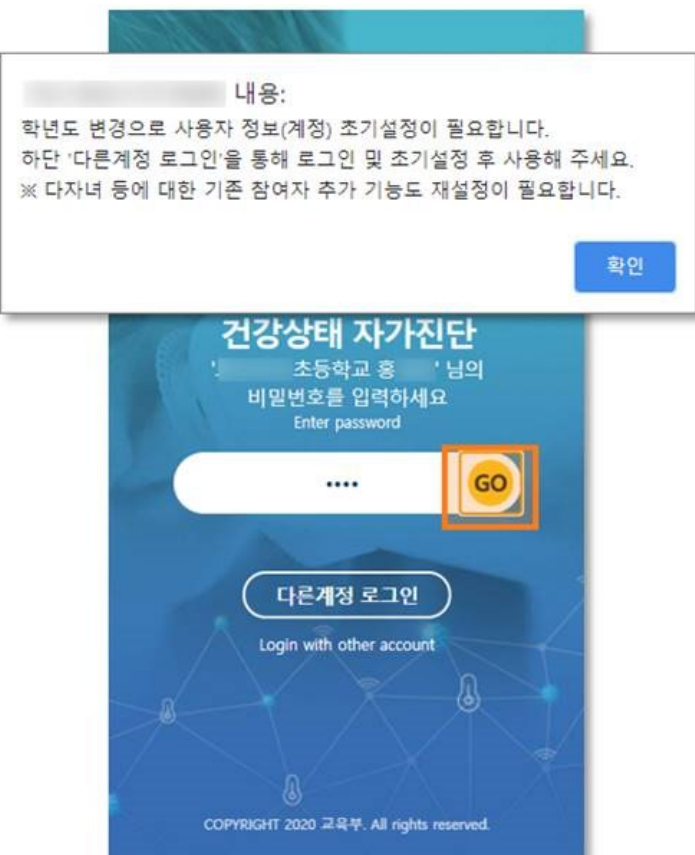 내용:
학년도 변경으로 사용자 정보(계정) 초기설정이 필요합니다.
하단 '다른계정 로그인'을 통해 로그인 및 초기설정 후 사용해 주세요.
※ 다자녀 등에 대한 기존 참여자 추가 기능도 재설정이 필요합니다.
확인
건강상태 자가진단
' 초등학교 홍 ' 님의
비밀번호를 입력하세요
Enter password
•••• GO
다른계정 로그인
Login with other account
COPYRIGHT 2020 교육부. All rights reserved.